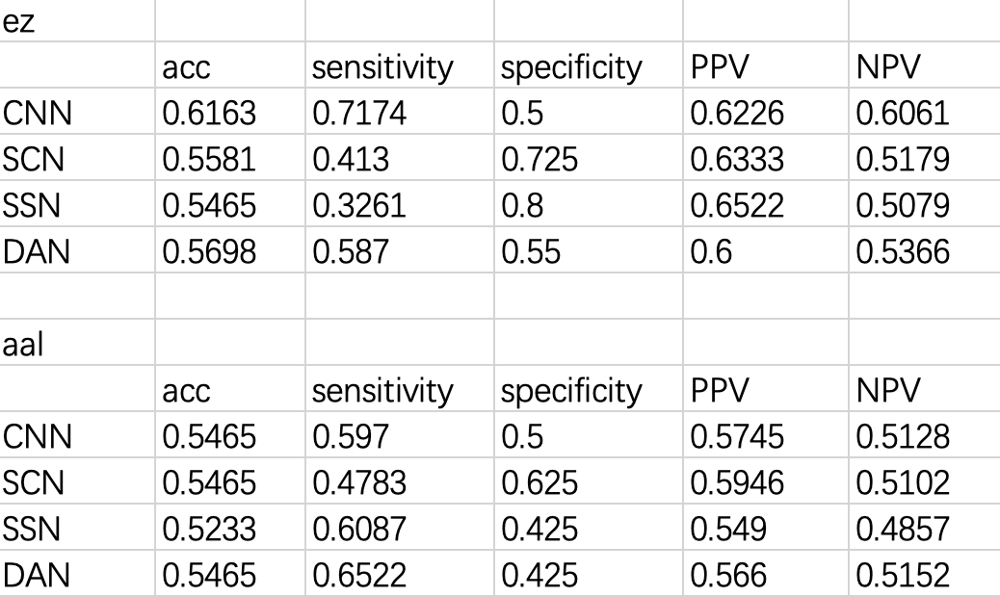 ez
acc sensitivity specificity PPV NPV
CNN 0.6163 0.7174 0.5 0.6226 0.6061
SCN 0.5581 0.413 0.725 0.6333 0.5179
SSN 0.5465 0.3261 0.8 0.6522 0.5079
DAN 0.5698 0.587 0.55 0.6 0.5366
aal
acc sensitivity specificity PPV NPV
CNN 0.5465 0.597 0.5 0.5745 0.5128
SCN 0.5465 0.4783 0.625 0.5946 0.5102
SSN 0.5233 0.6087 0.425 0.549 0.4857
DAN 0.5465 0.6522 0.425 0.566 0.5152